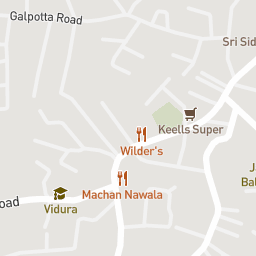 Galpotta Road
Sri Sid
Keells Super
Wilder's
Machan Nawala
Vidura
oad
J
Bal